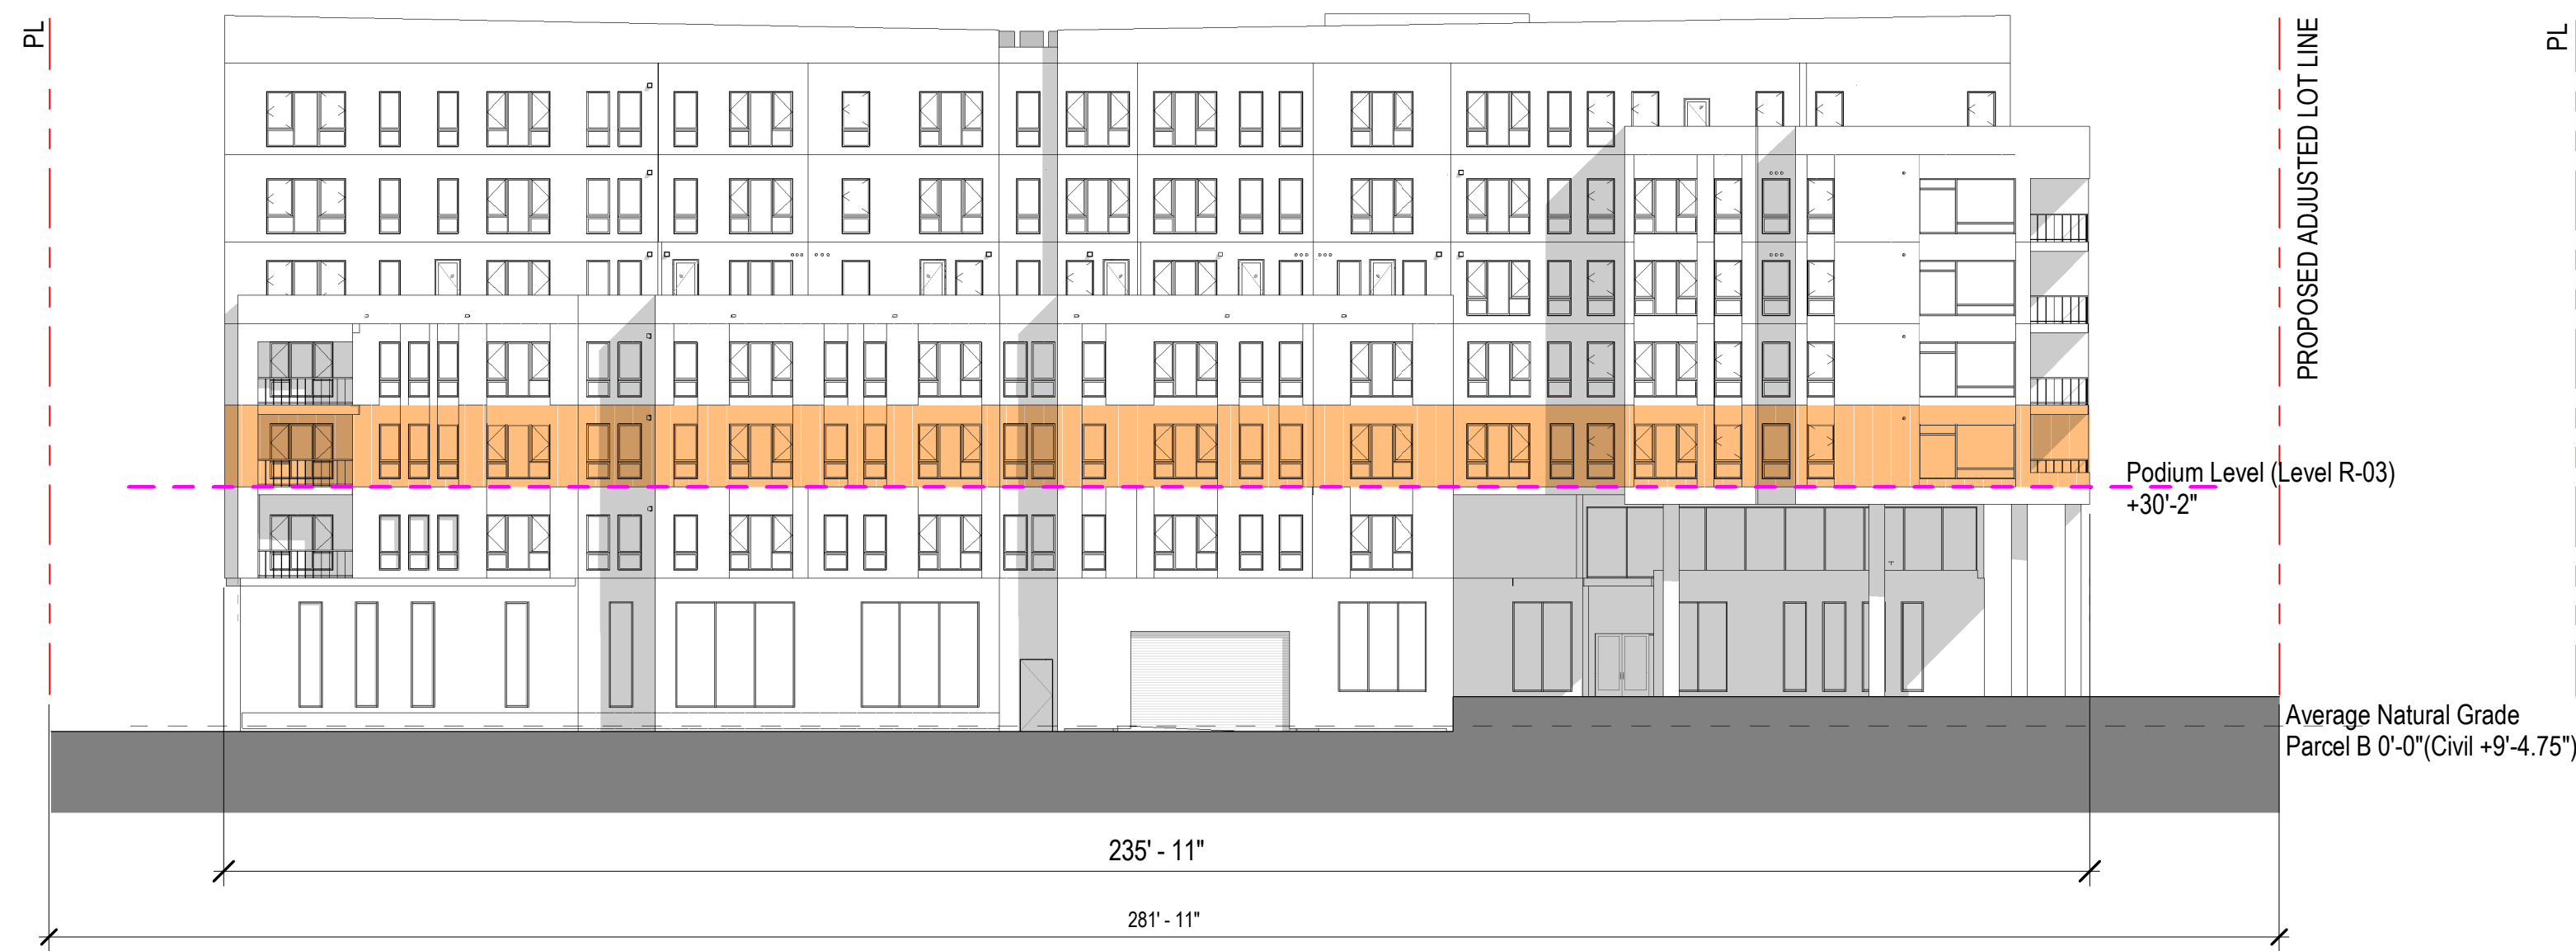 PL
PROPOSED ADJUSTED LOT LINE
PL
Podium Level (Level R-03)
+30'-2"
Average Natural Grade
Parcel B 0'-0"(Civil +9'-4.75")
235' - 11"
281' - 11"